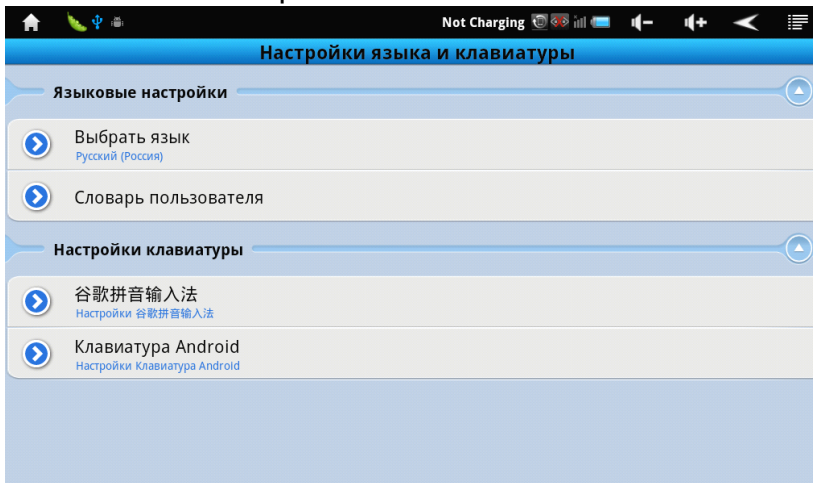 Not Charging
Настройки языка и клавиатуры
Языковые настройки
Выбрать язык
Русский (Россия)
Словарь пользователя
Настройки клавиатуры
谷歌拼音输入法
Настройки 谷歌拼音输入法
Клавиатура Android
Настройки Клавиатура Android